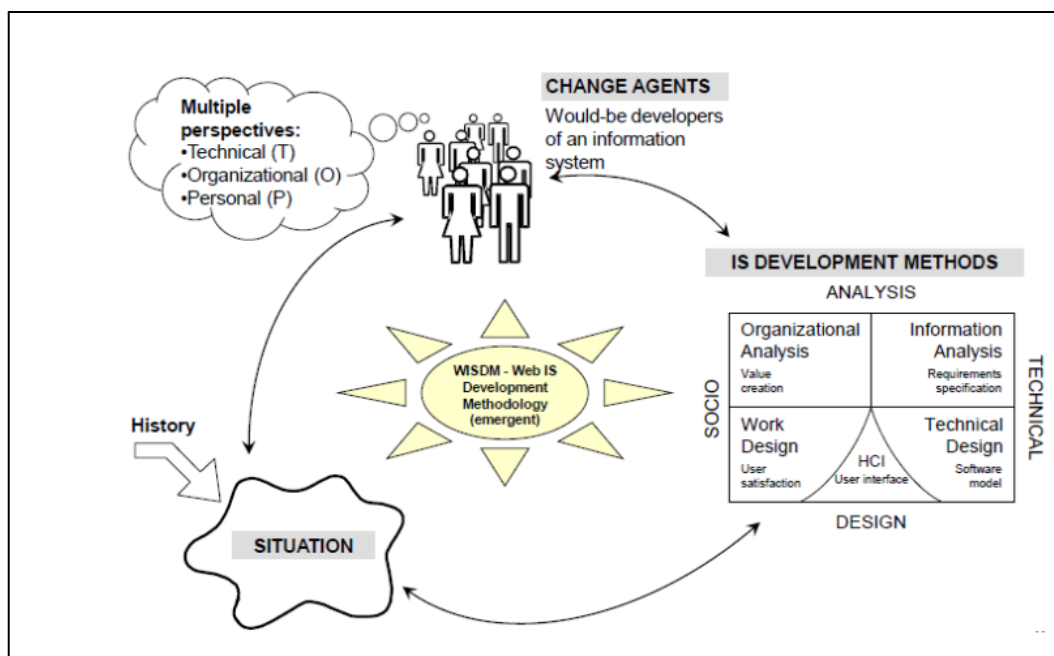 Multiple
perspectives:
•Technical (T)
•Organizational (O)
•Personal (P)
CHANGE AGENTS
Would-be developers
of an information
system
IS DEVELOPMENT METHODS
ANALYSIS
SOCIO
Organizational
Analysis
Value
creation
Information
Analysis
Requirements
specification
TECHNICAL
Work
Design
User
satisfaction
HCI
User interface
Technical
Design
Software
model
DESIGN
WISDM - Web IS
Development
Methodology
(emergent)
History
SITUATION